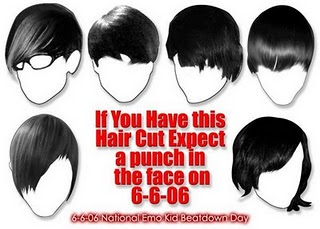 If You Have this
Hair Cut Expect
a punch in
the face on
6-6-06
6-6-06 National Emo Kid Beatdown Day